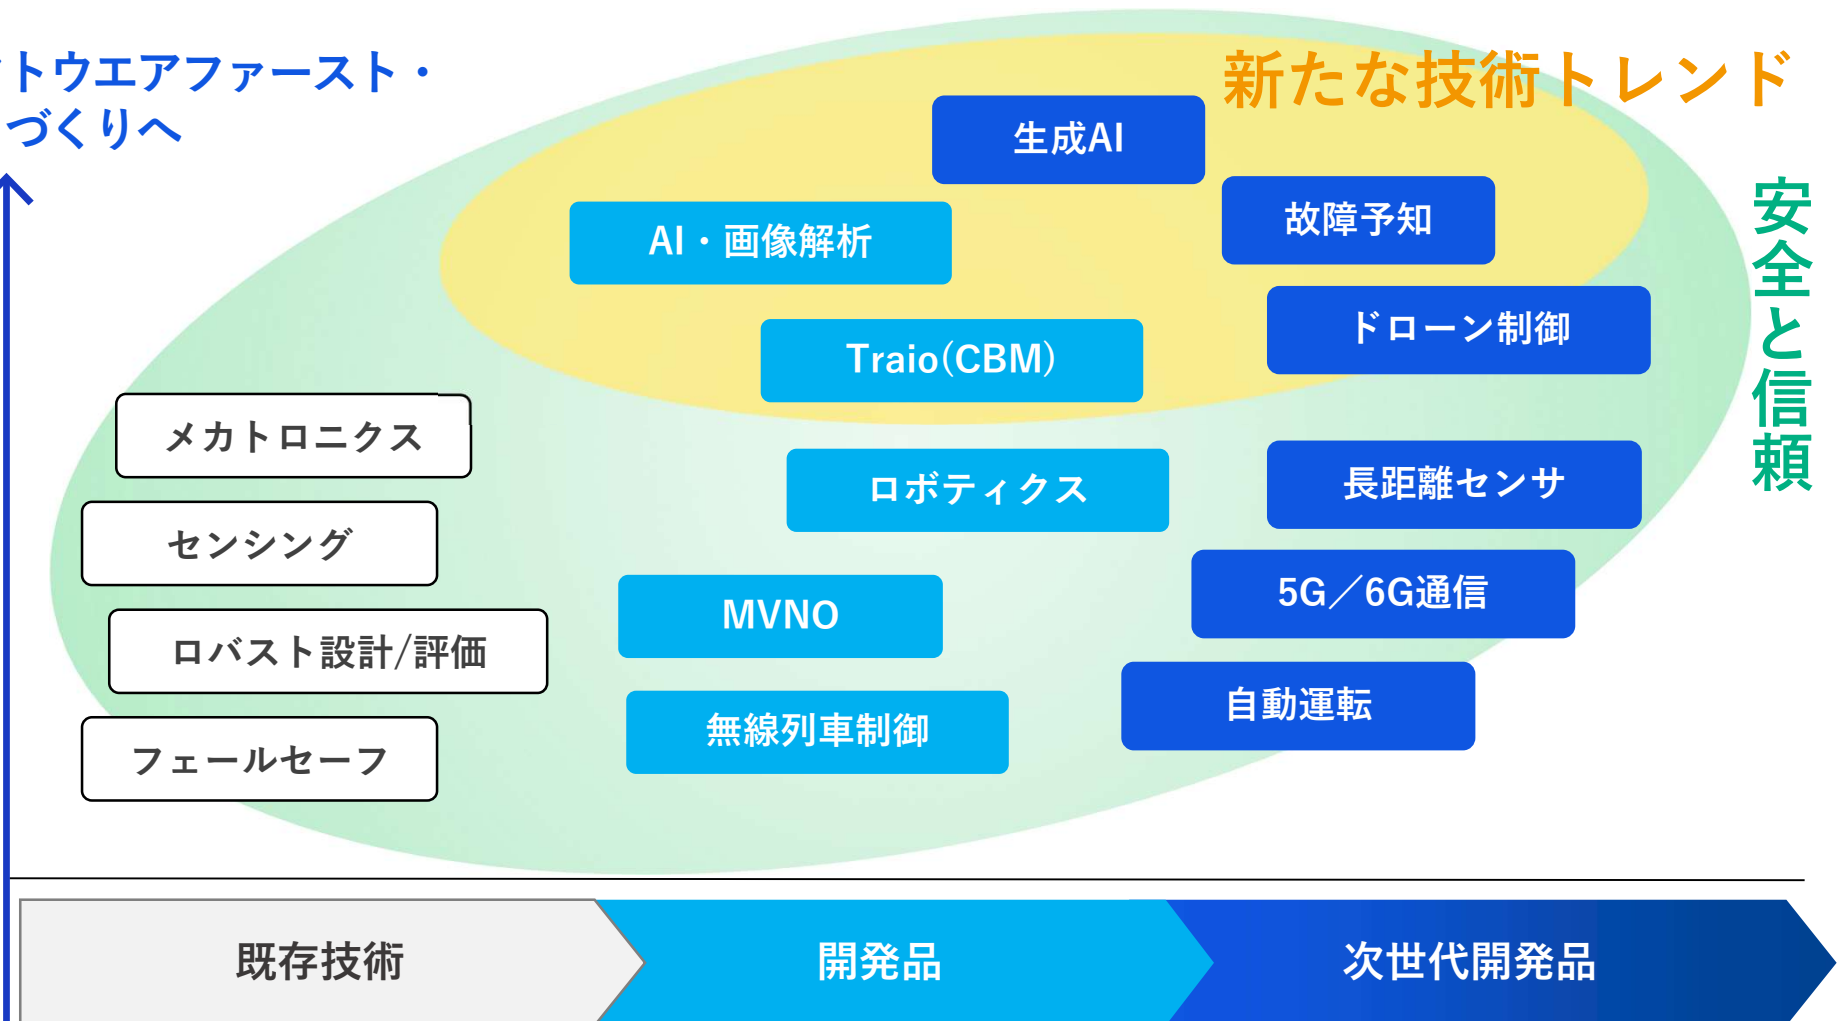 トウエアファースト・
づくりへ
新たな技術トレンド
生成AI
故障予知
AI・画像解析
ドローン制御
Traio(CBM)
安全と信頼
メカトロニクス
ロボティクス
長距離センサ
センシング
5G／6G通信
MVNO
ロバスト設計/評価
自動運転
無線列車制御
フェールセーフ
既存技術
開発品
次世代開発品